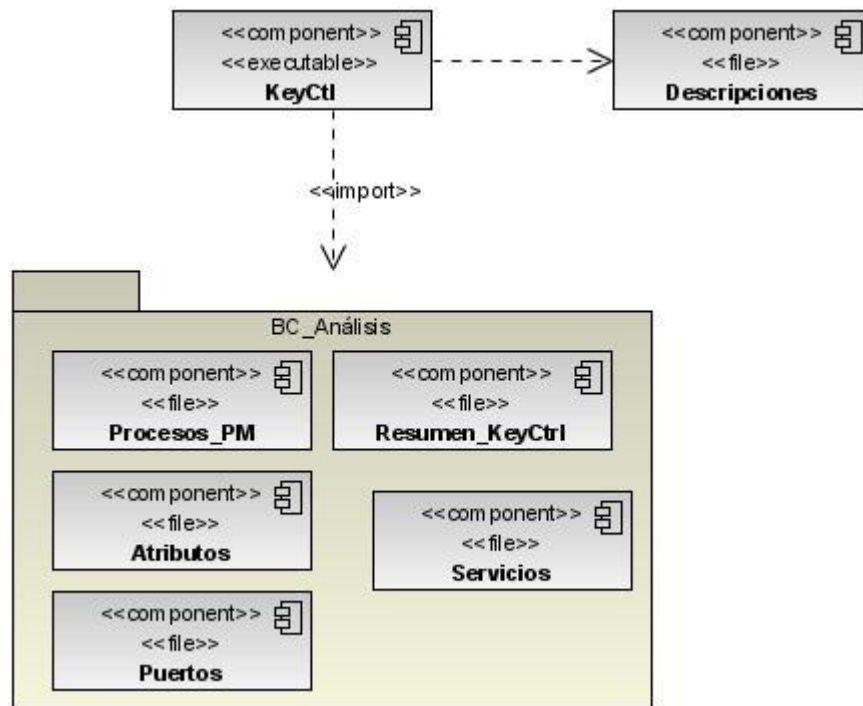 <<component>>
<<executable>>
KeyCtl
<<component>>
<<file>>
Descripciones
<<import>>
BC_Análisis
<<component>>
<<file>>
Procesos_PM
<<component>>
<<file>>
Resumen_KeyCtrl
<<component>>
<<file>>
Atributos
<<component>>
<<file>>
Servicios
<<component>>
<<file>>
Puertos